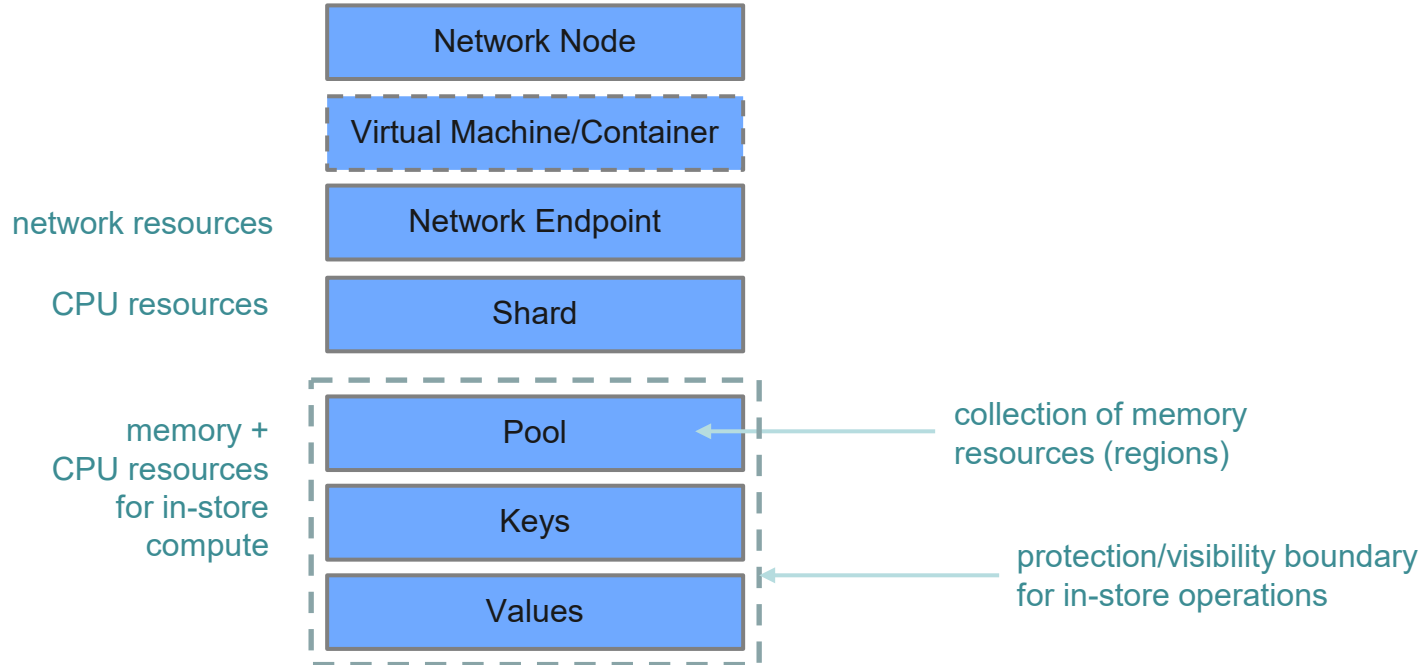 Network Node
Virtual Machine/Container
network resources
Network Endpoint
CPU resources
Shard
memory +
CPU resources
for in-store
compute
Pool
Keys
Values
collection of memory
resources (regions)
protection/visibility boundary
for in-store operations